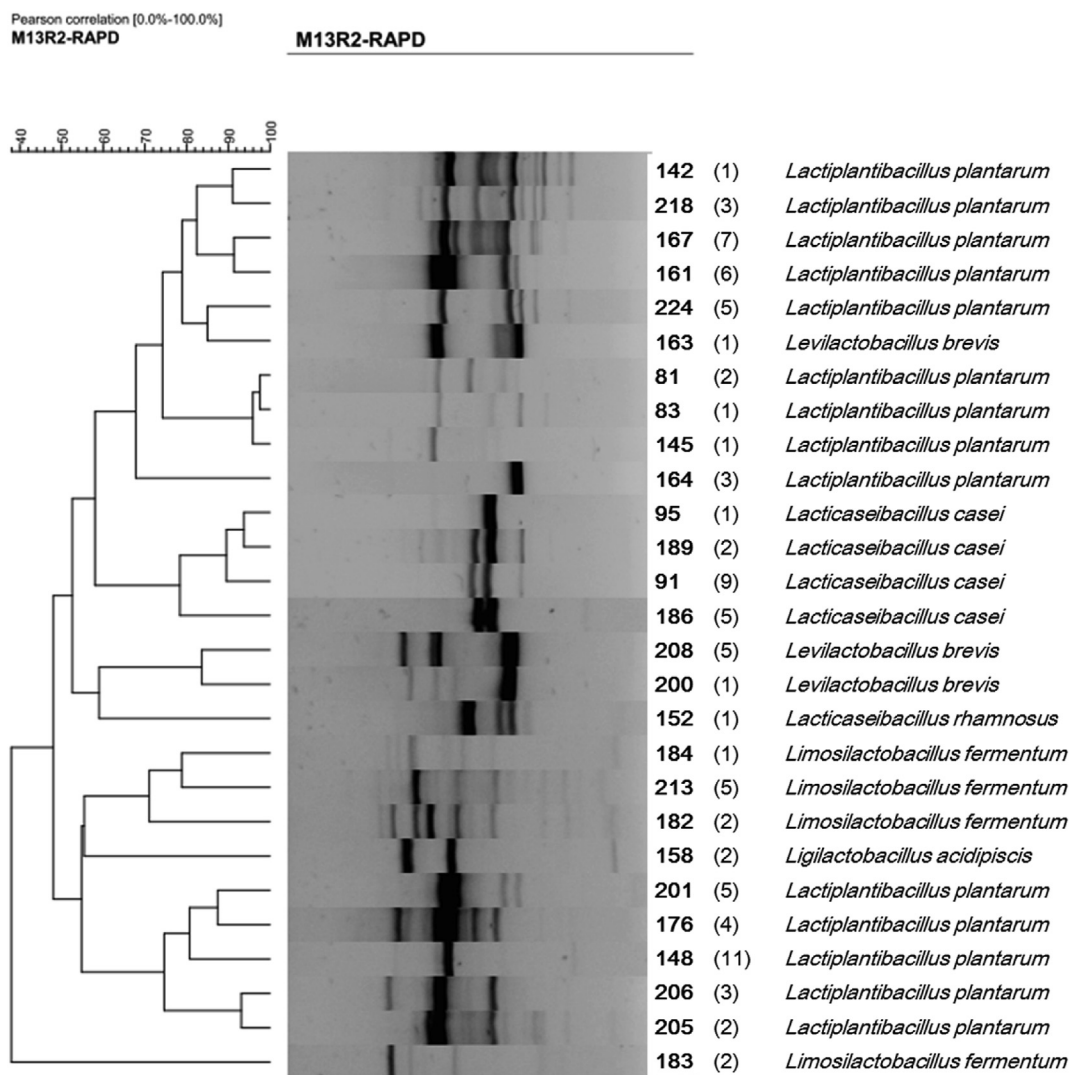 Pearson correlation [0.0%-100.0%]
M13R2-RAPD
M13R2-RAPD
40 50 60 70 80 90 100
142 (1) Lactiplantibacillus plantarum
218 (3) Lactiplantibacillus plantarum
167 (7) Lactiplantibacillus plantarum
161 (6) Lactiplantibacillus plantarum
224 (5) Lactiplantibacillus plantarum
163 (1) Levilactobacillus brevis
81 (2) Lactiplantibacillus plantarum
83 (1) Lactiplantibacillus plantarum
145 (1) Lactiplantibacillus plantarum
164 (3) Lactiplantibacillus plantarum
95 (1) Lacticaseibacillus casei
189 (2) Lacticaseibacillus casei
91 (9) Lacticaseibacillus casei
186 (5) Lacticaseibacillus casei
208 (5) Levilactobacillus brevis
200 (1) Levilactobacillus brevis
152 (1) Lacticaseibacillus rhamnosus
184 (1) Limosilactobacillus fermentum
213 (5) Limosilactobacillus fermentum
182 (2) Limosilactobacillus fermentum
158 (2) Ligilactobacillus acidipiscis
201 (5) Lactiplantibacillus plantarum
176 (4) Lactiplantibacillus plantarum
148 (11) Lactiplantibacillus plantarum
206 (3) Lactiplantibacillus plantarum
205 (2) Lactiplantibacillus plantarum
183 (2) Limosilactobacillus fermentum